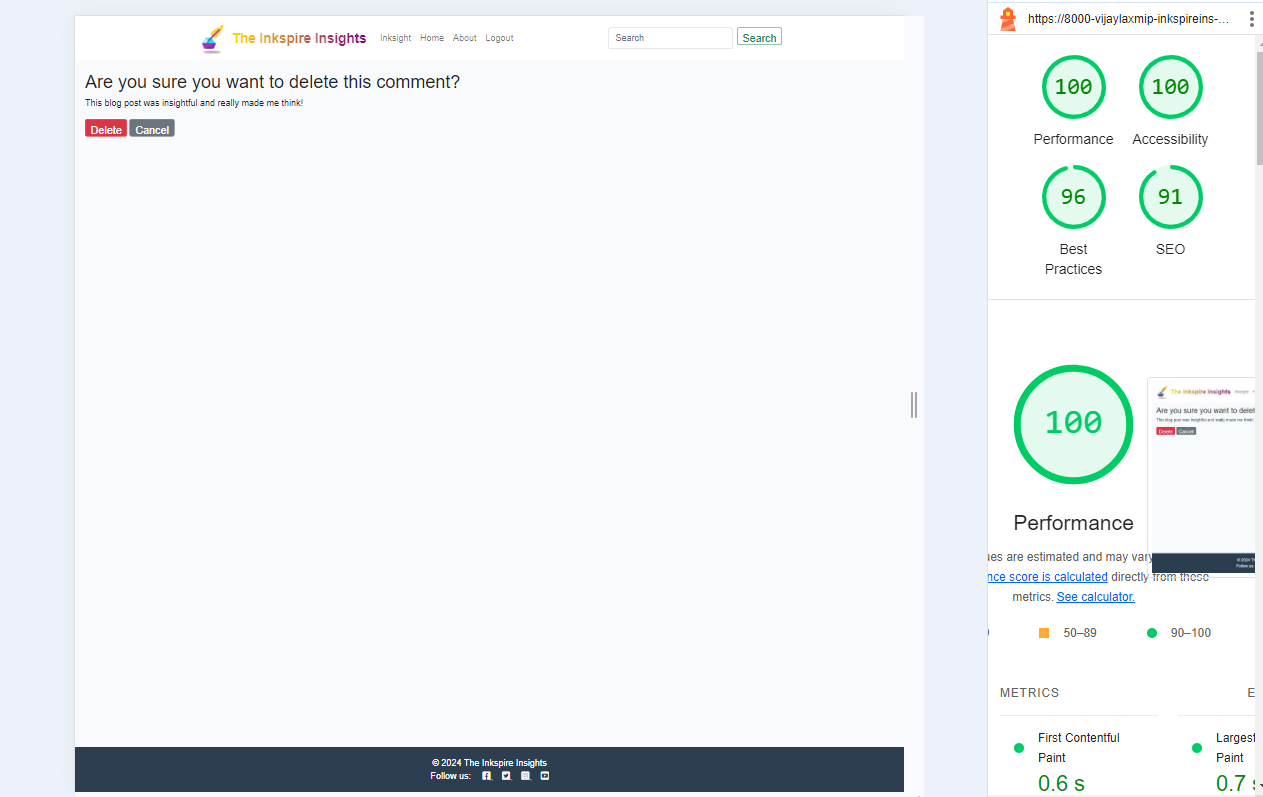 The Inkspire Insights Inksight Home About Logout Search Search
Are you sure you want to delete this comment?
This blog post was insightful and really made me think!
Delete Cancel
© 2024 The Inkspire Insights
Follow us:
https://8000-vijaylaxmip-inkspireins-...
100 100
Performance Accessibility
96 91
Best Practices SEO
100
The Inkspire Insights
Are you sure you want to delet
This blog post was insightful and really made me think!
Delete Cancel
Follow us
Performance
ues are estimated and may vary
nce score is calculated directly from these
metrics. See calculator.
50–89 90–100
METRICS E
First Contentful Paint Largest Paint
0.6 s 0.7 s